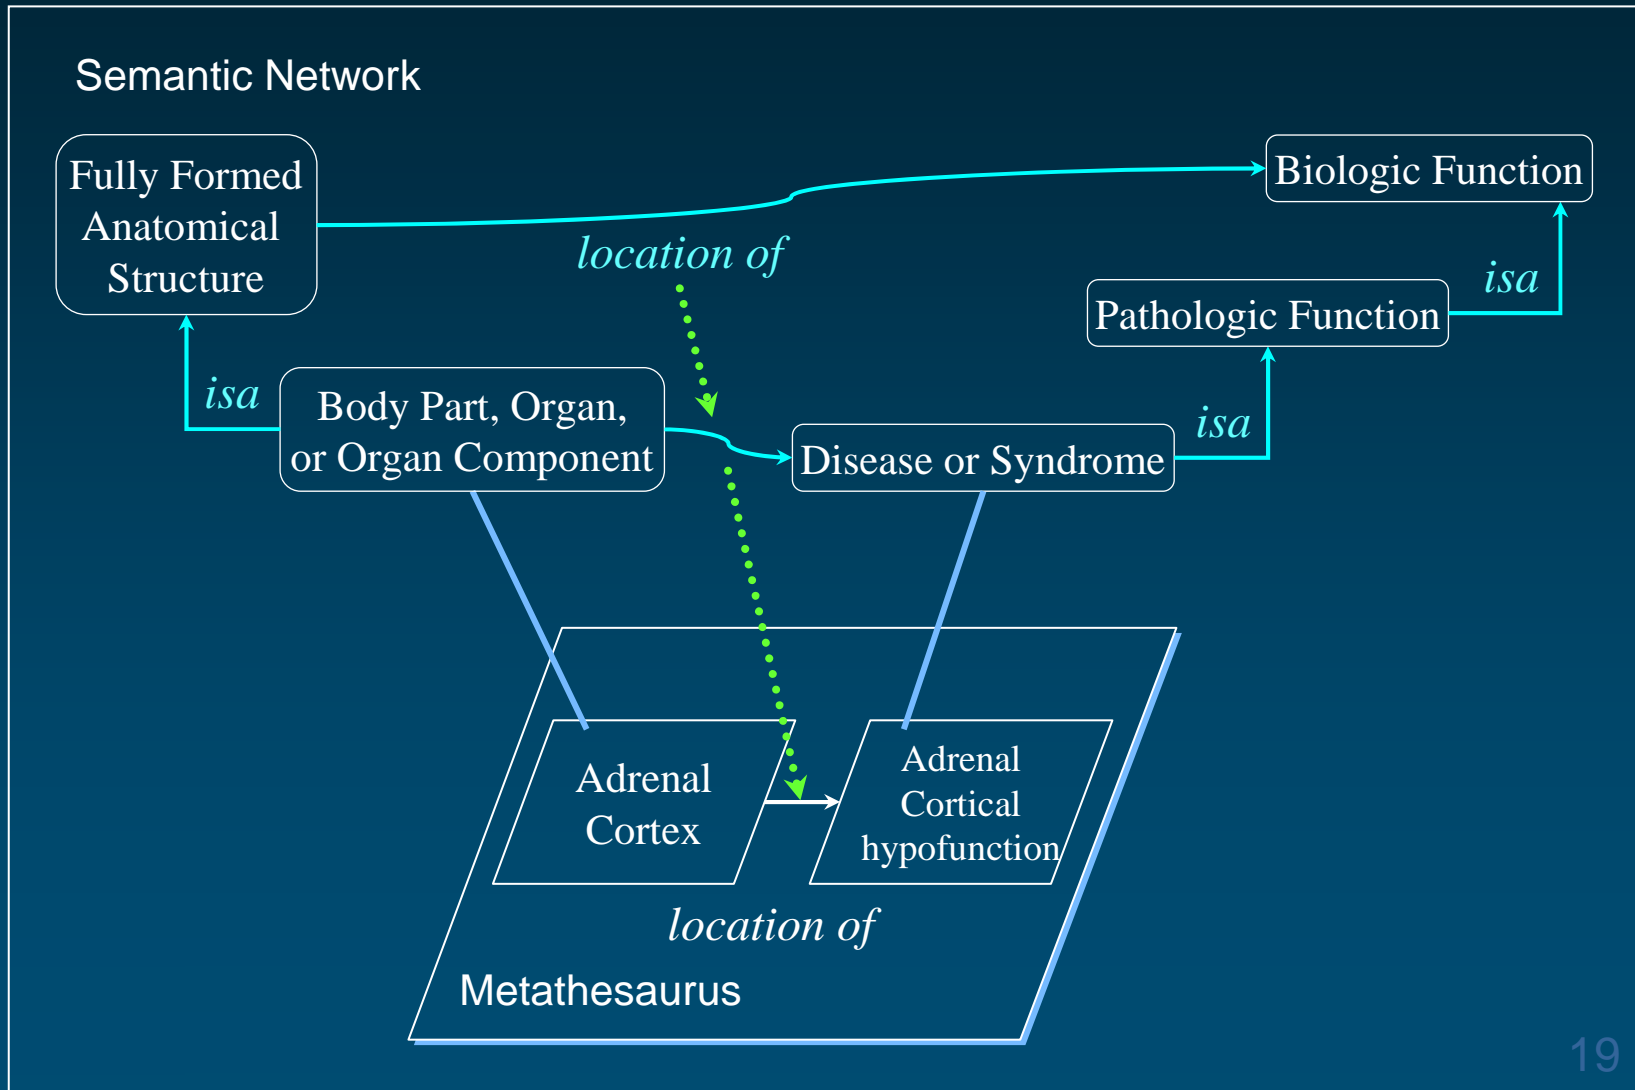 Semantic Network
Fully Formed
Anatomical
Structure
Biologic Function
location of
isa
Pathologic Function
isa
Body Part, Organ,
or Organ Component
isa
Disease or Syndrome
Adrenal
Cortex
Adrenal
Cortical
hypofunction
location of
Metathesaurus
19